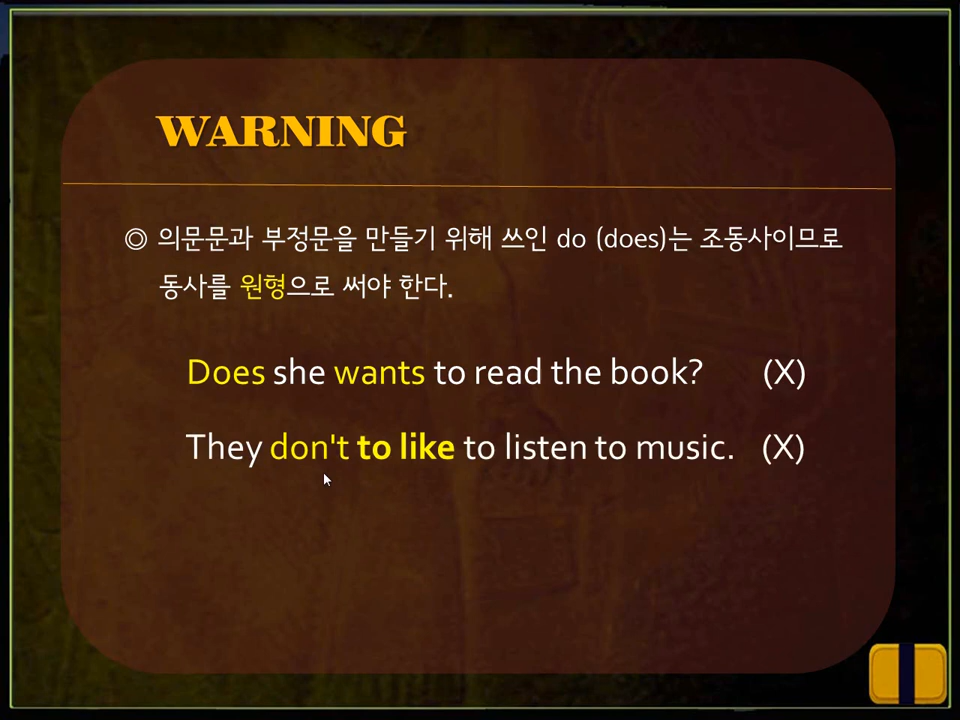 WARNING
◎ 의문문과 부정문을 만들기 위해 쓰인 do (does)는 조동사이므로
동사를 원형으로 써야 한다.
Does she wants to read the book? (X)
They don't to like to listen to music. (X)